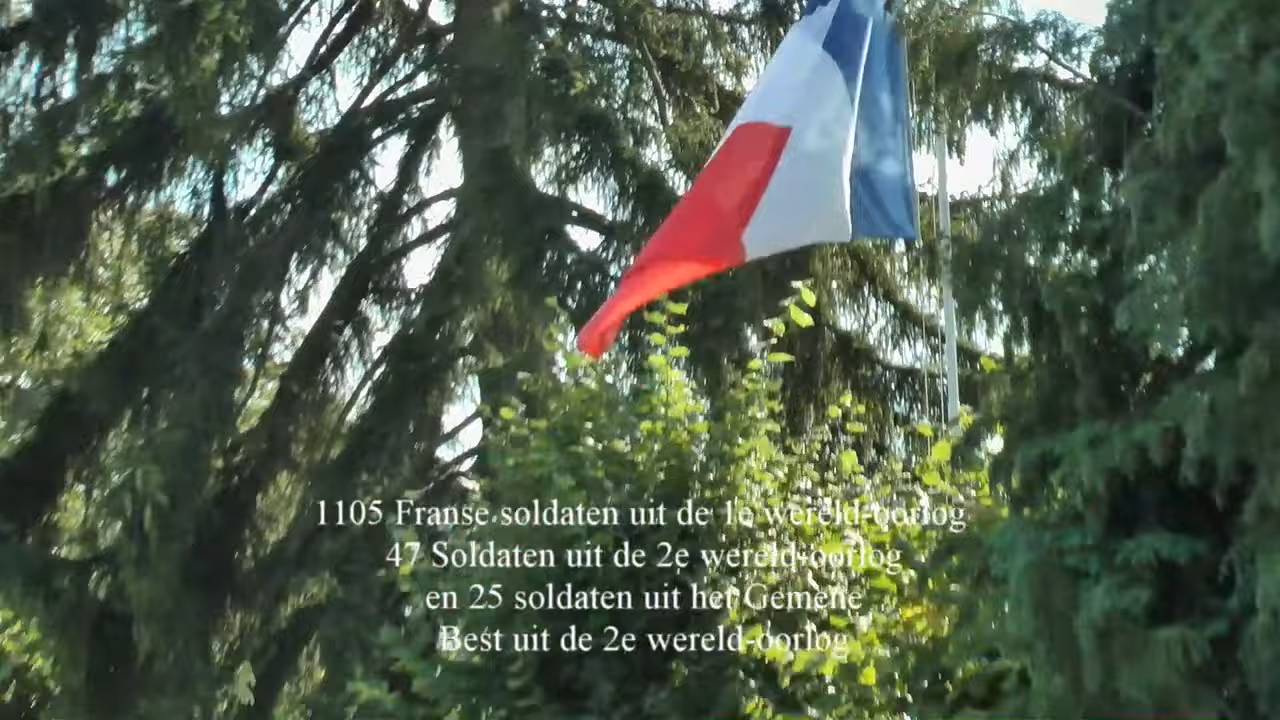 1105 Franse soldaten uit de 1e wereld-oorlog
47 Soldaten uit de 2e wereld-oorlog
en 25 soldaten uit het Gemene
Best uit de 2e wereld-oorlog